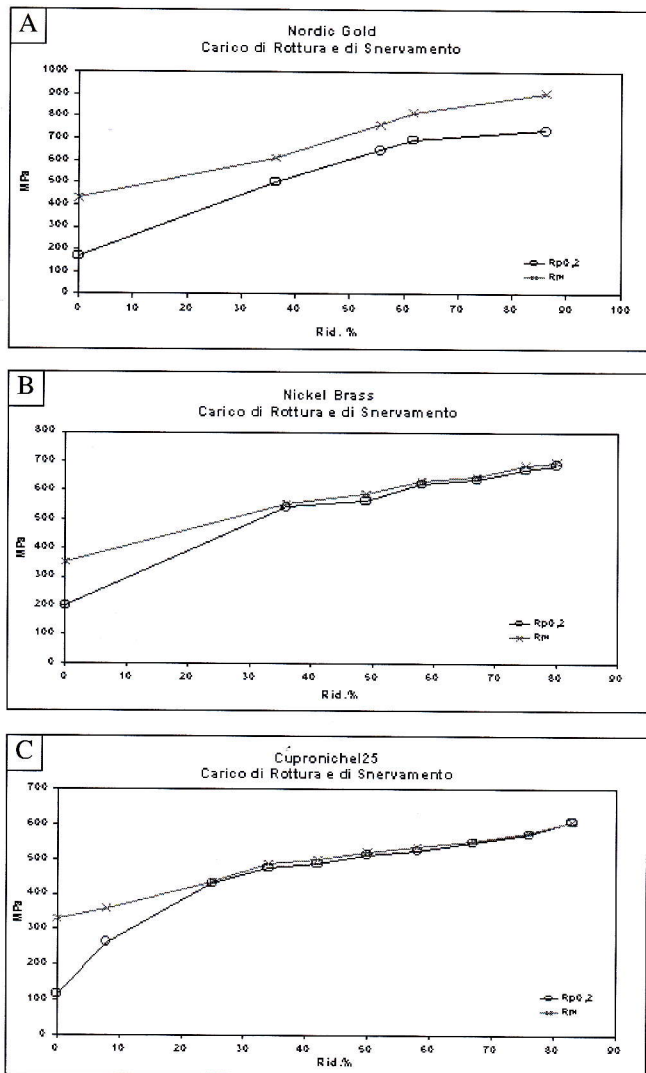 A
Nordic Gold
Carico di Rottura e di Snervamento
1000
900
800
700
600
500
400
300
200
100
0
MPa
0 10 20 30 40 50 60 70 80 90 100
Rid.%
Rp0,2
Rm
B
Nickel Brass
Carico di Rottura e di Snervamento
800
700
600
500
400
300
200
100
0
MPa
0 10 20 30 40 50 60 70 80 90
Rid.%
Rp0,2
Rm
C
Cupronichel25
Carico di Rottura e di Snervamento
700
600
500
400
300
200
100
0
MPa
0 10 20 30 40 50 60 70 80 90
Rid.%
Rp0,2
Rm